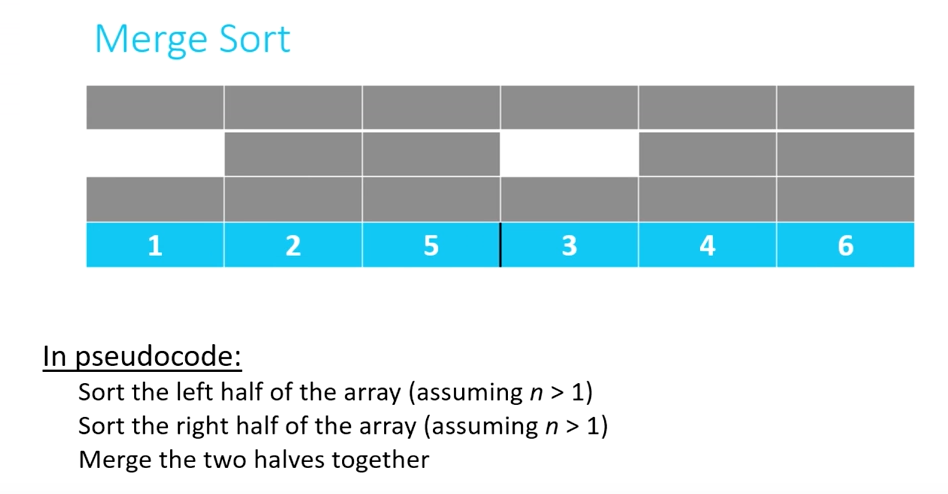 Merge Sort
1 2 5 3 4 6
In pseudocode:
Sort the left half of the array (assuming n > 1)
Sort the right half of the array (assuming n > 1)
Merge the two halves together